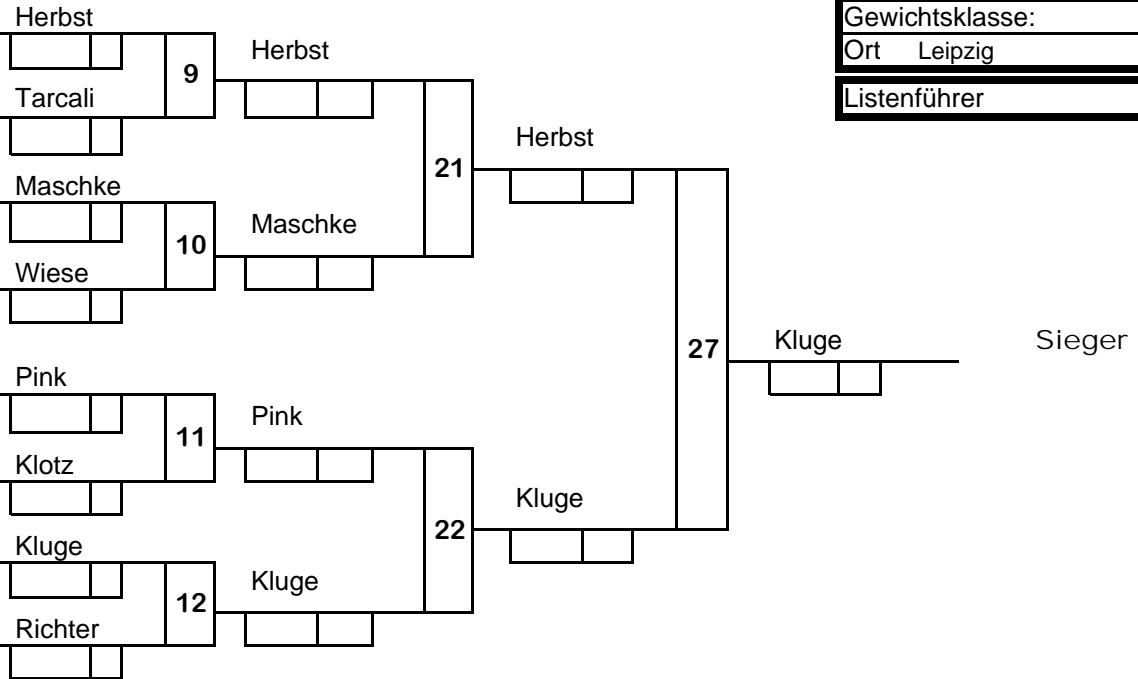 Herbst
Gewichtsklasse:
9
Herbst
Ort Leipzig
Tarcali
Listenführer
Herbst
21
Maschke
10
Maschke
Wiese
27
Kluge
Sieger
Pink
11
Pink
Klotz
Kluge
22
Kluge
12
Kluge
Richter